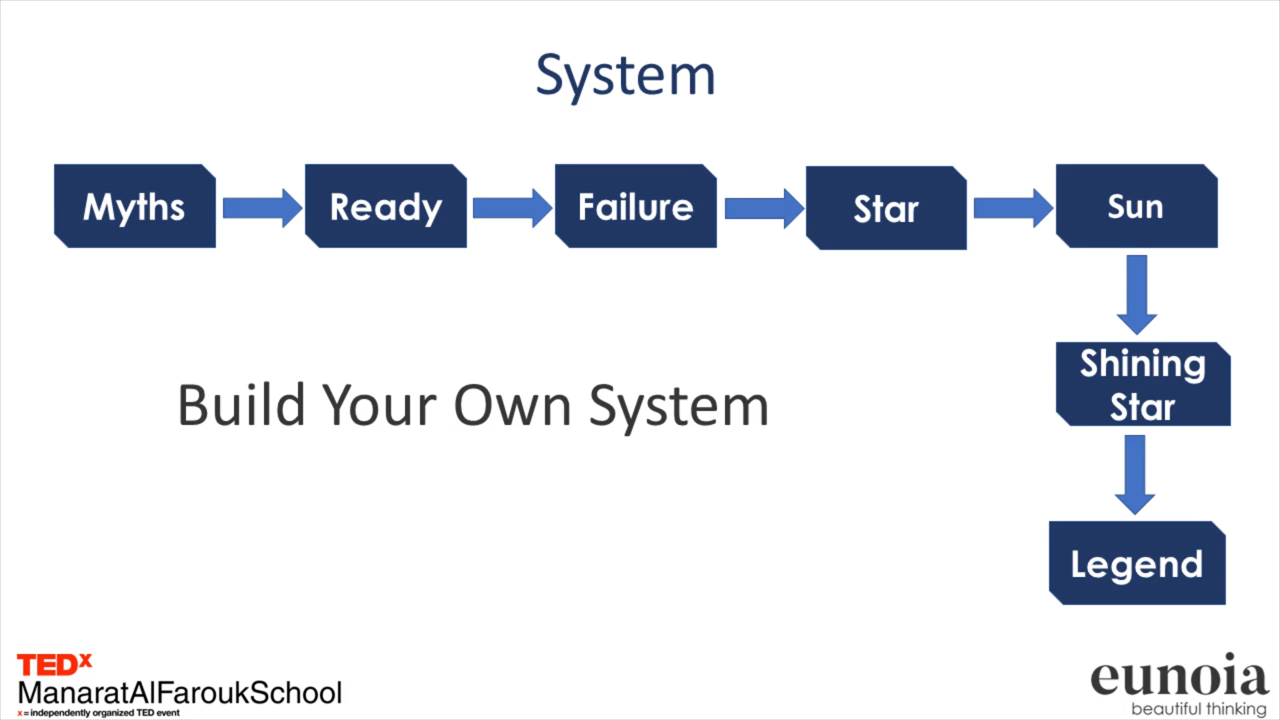 System
Myths
Ready
Failure
Star
Sun
Shining
Star
Legend
Build Your Own System
TEDx
ManaratAlFaroukSchool
x = independently organized TED event
eunoia
beautiful thinking